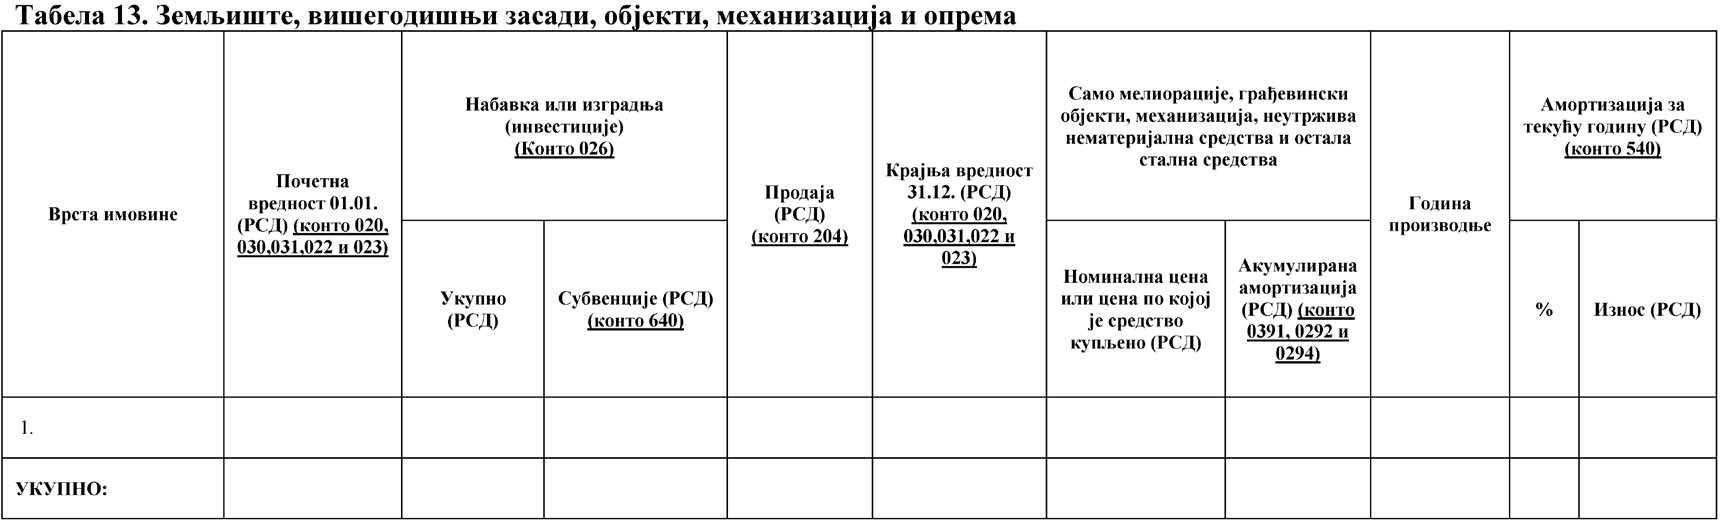 Табела 13. Земљиште, вишегодишњи засади, објекти, механизација и опрема
Врста имовине
Почетна
вредност 01.01.
(РСД) (конто 020,
030,031,022 и 023)
Набавка или изградња
(инвестиције)
(Конто 026)
Укупно
(РСД)
Субвенције (РСД)
(конто 640)
Продаја
(РСД)
(конто 204)
Крајња вредност
31.12. (РСД)
(конто 020,
030,031,022 и
023)
Само мелиорације, грађевински
објекти, механизација, неутржива
нематеријална средства и остала
стална средства
Номинална цена
или цена по којој
је средство
купљено (РСД)
Акумулирана
амортизација
(РСД) (конто
0391, 0292 и
0294)
Година
производње
Амортизација за
текућу годину (РСД)
(конто 540)
%
Износ (РСД)
1.
УКУПНО: